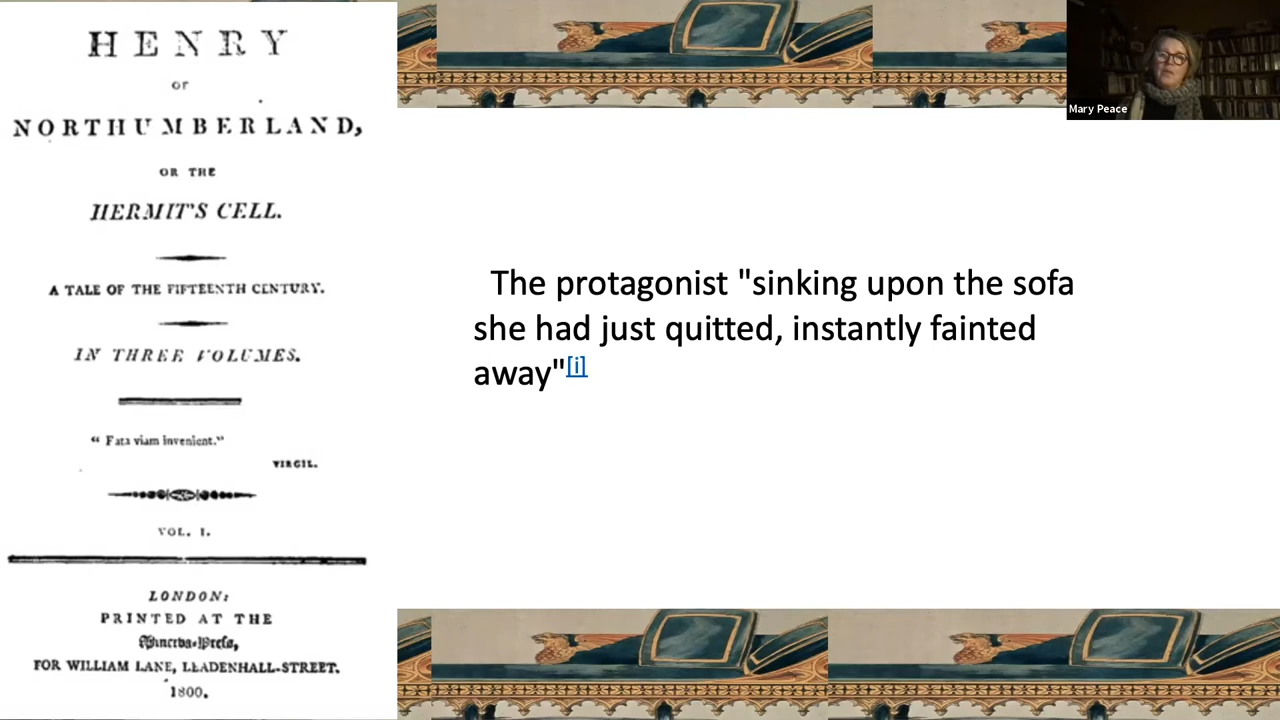 HENRY
OF
NORTHUMBERLAND,
OR THE
HERMIT'S CELL.
A TALE OF THE FIFTEENTH CENTURY.
IN THREE VOLUMES.
“ Fata viam invenient.”
VIRGIL.
VOL. I.
LONDON:
PRINTED AT THE
Minerva-Press,
FOR WILLIAM LANE, LEADENHALL-STREET.
1800.
The protagonist "sinking upon the sofa
she had just quitted, instantly fainted
away"[i]
Mary Peace